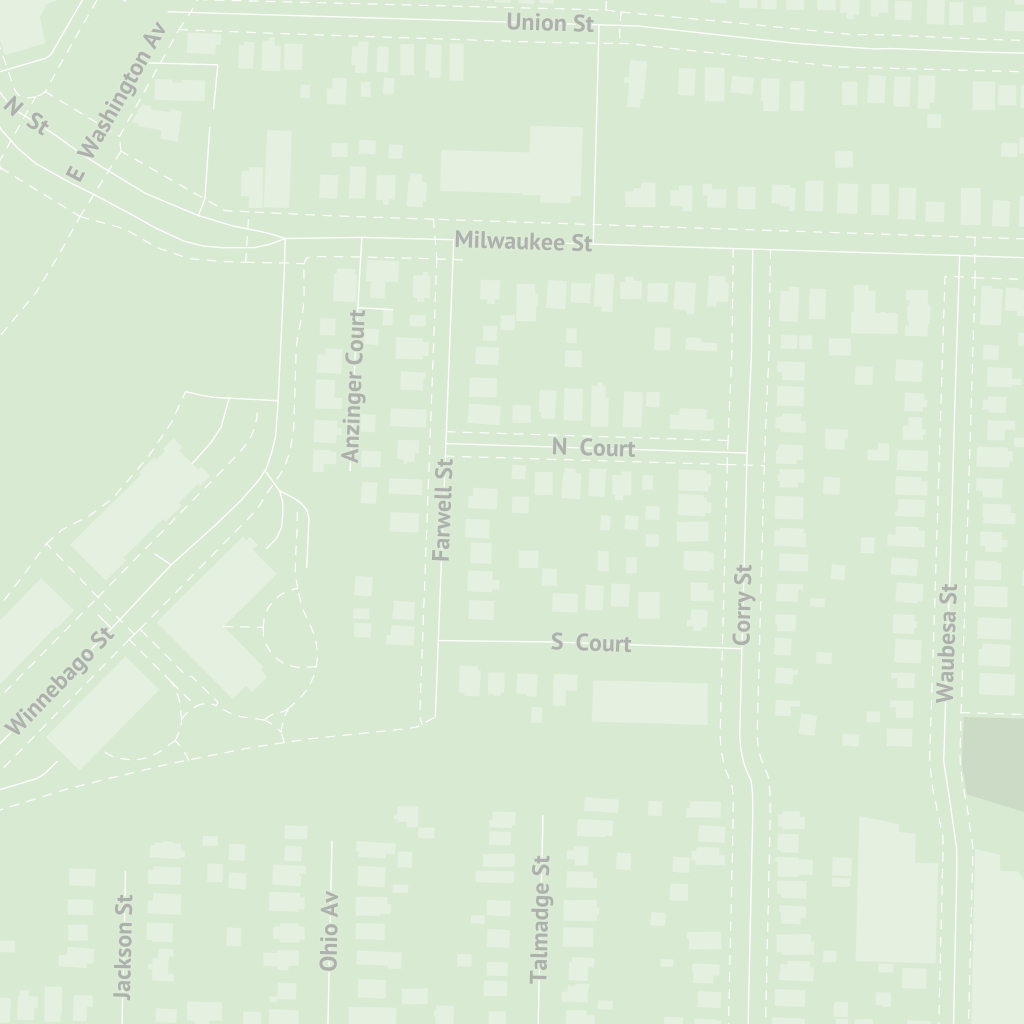 Union St
E Washington Av
N St
Milwaukee St
Anzinger Court
N Court
Farwell St
Corry St
Waubesa St
S Court
Winnebago St
Jackson St
Ohio Av
Talmadge St